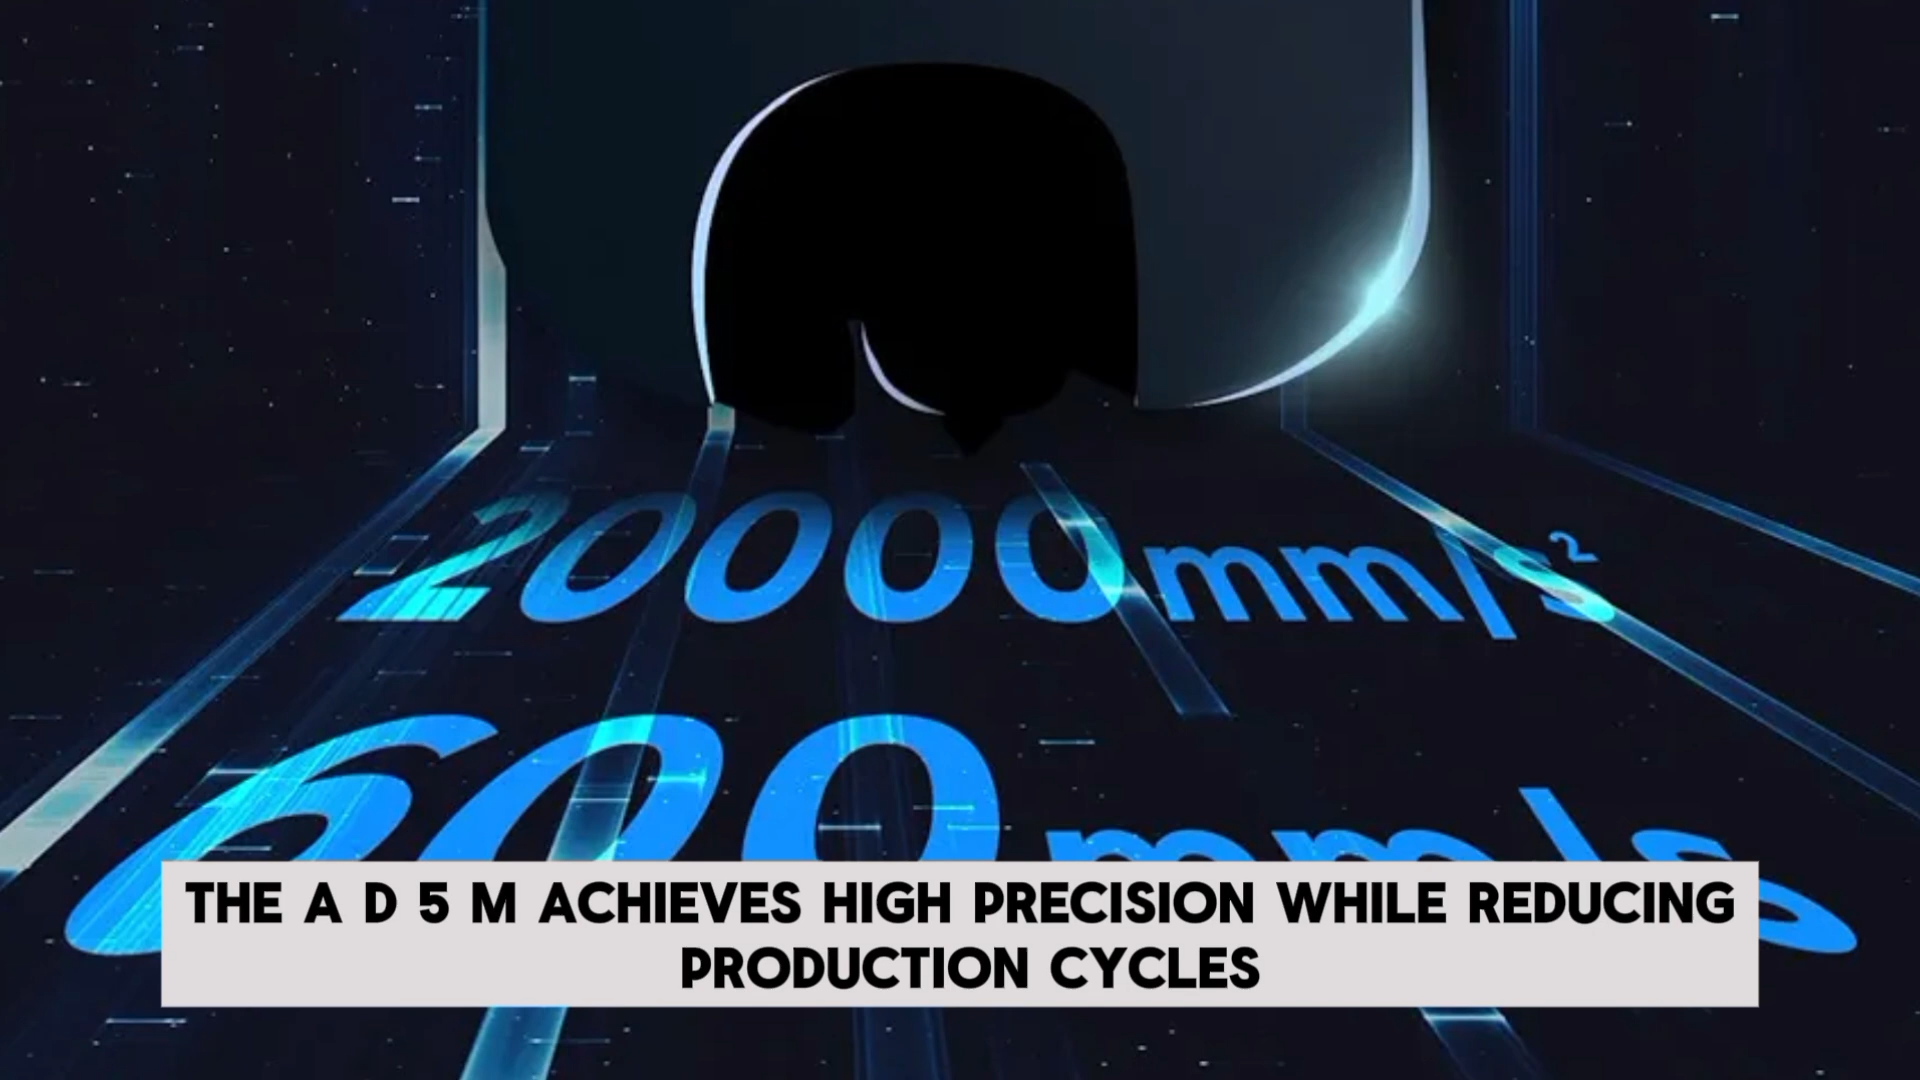 20000mm/s²
600mm/s
THE A D 5 M ACHIEVES HIGH PRECISION WHILE REDUCING
PRODUCTION CYCLES